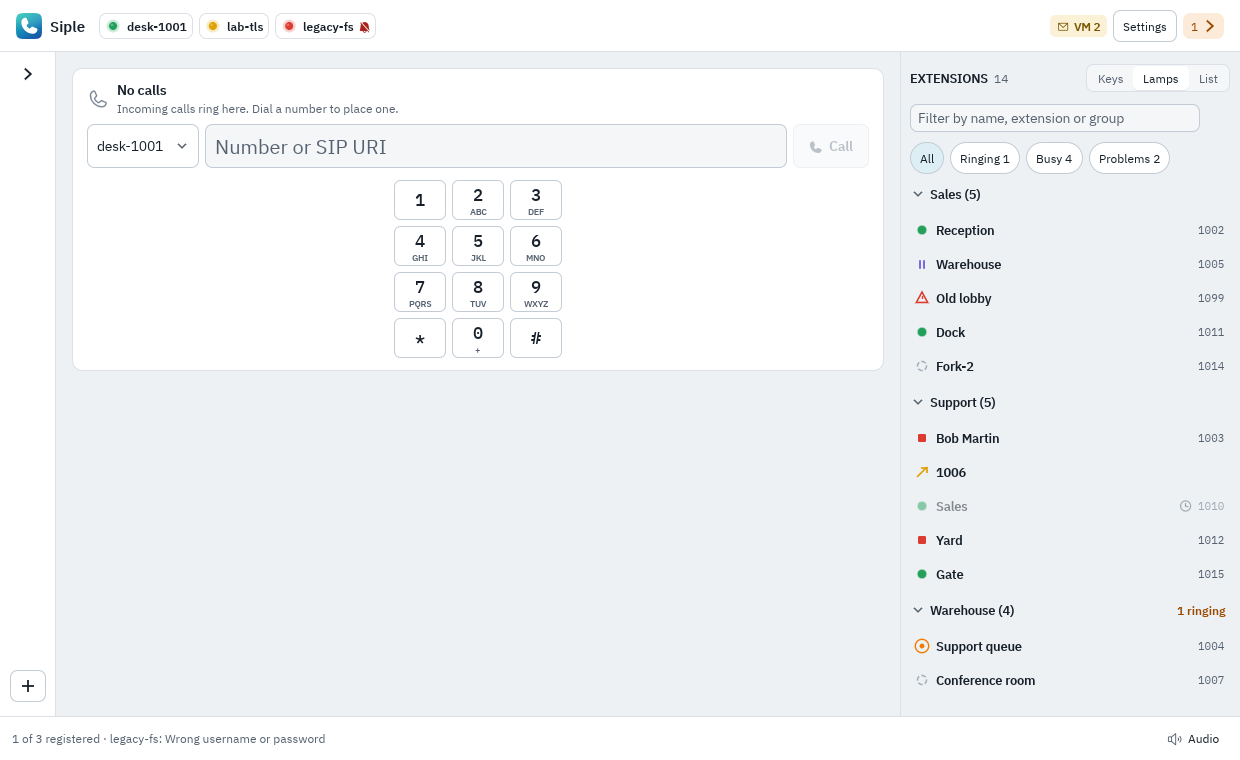 Siple
desk-1001
lab-tls
legacy-fs
VM 2
Settings
1
No calls
Incoming calls ring here. Dial a number to place one.
desk-1001
Number or SIP URI
Call
1
2
ABC
3
DEF
4
GHI
5
JKL
6
MNO
7
PQRS
8
TUV
9
WXYZ
*
0
+
#
EXTENSIONS 14
Keys
Lamps
List
Filter by name, extension or group
All
Ringing 1
Busy 4
Problems 2
Sales (5)
Reception 1002
Warehouse 1005
Old lobby 1099
Dock 1011
Fork-2 1014
Support (5)
Bob Martin 1003
1006
Sales 1010
Yard 1012
Gate 1015
Warehouse (4) 1 ringing
Support queue 1004
Conference room 1007
1 of 3 registered · legacy-fs: Wrong username or password
Audio